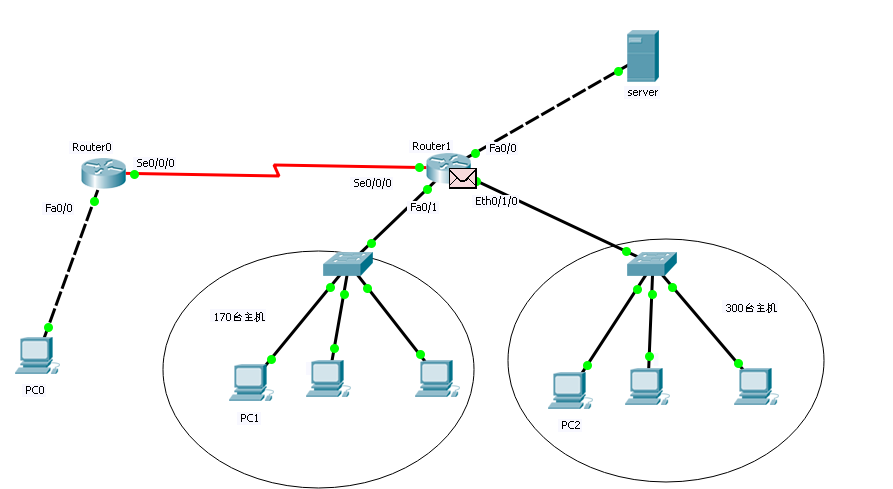 server
Router1
Fa0/0
Router0
Se0/0/0
Se0/0/0
Fa0/0
Fa0/1
Eth0/1/0
170台主机
300台主机
PC0
PC1
PC2